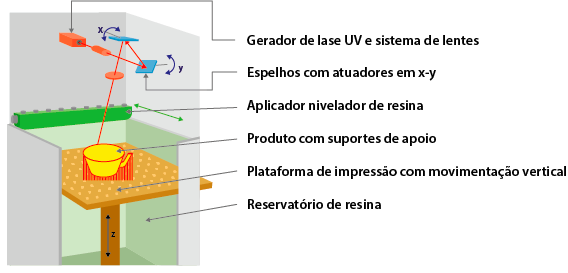 x
y
z
Gerador de lase UV e sistema de lentes
Espelhos com atuadores em x-y
Aplicador nivelador de resina
Produto com suportes de apoio
Plataforma de impressão com movimentação vertical
Reservatório de resina